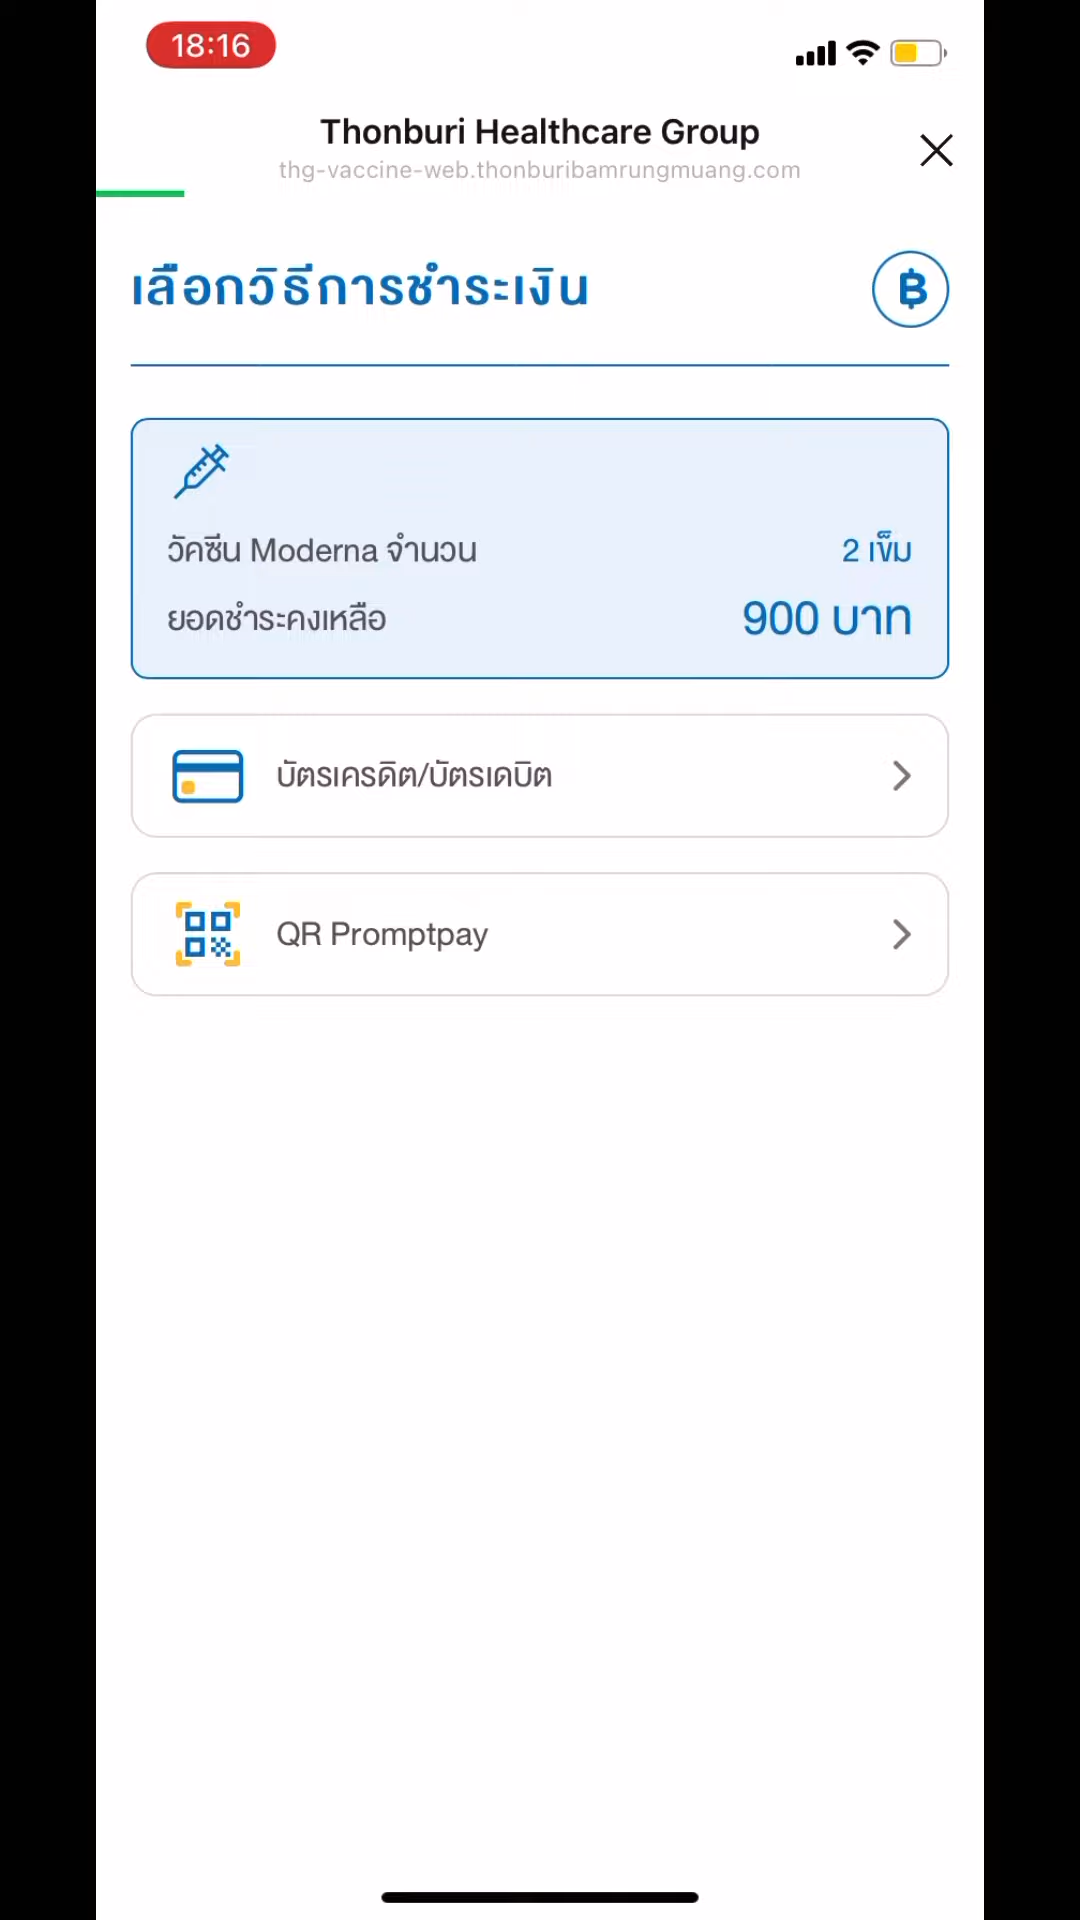 18:16
Thonburi Healthcare Group
thg-vaccine-web.thonburibamrungmuang.com
เลือกวิธีการชำระเงิน
วัคซีน Moderna จำนวน 2 เข็ม
ยอดชำระคงเหลือ 900 บาท
บัตรเครดิต/บัตรเดบิต
QR Promptpay